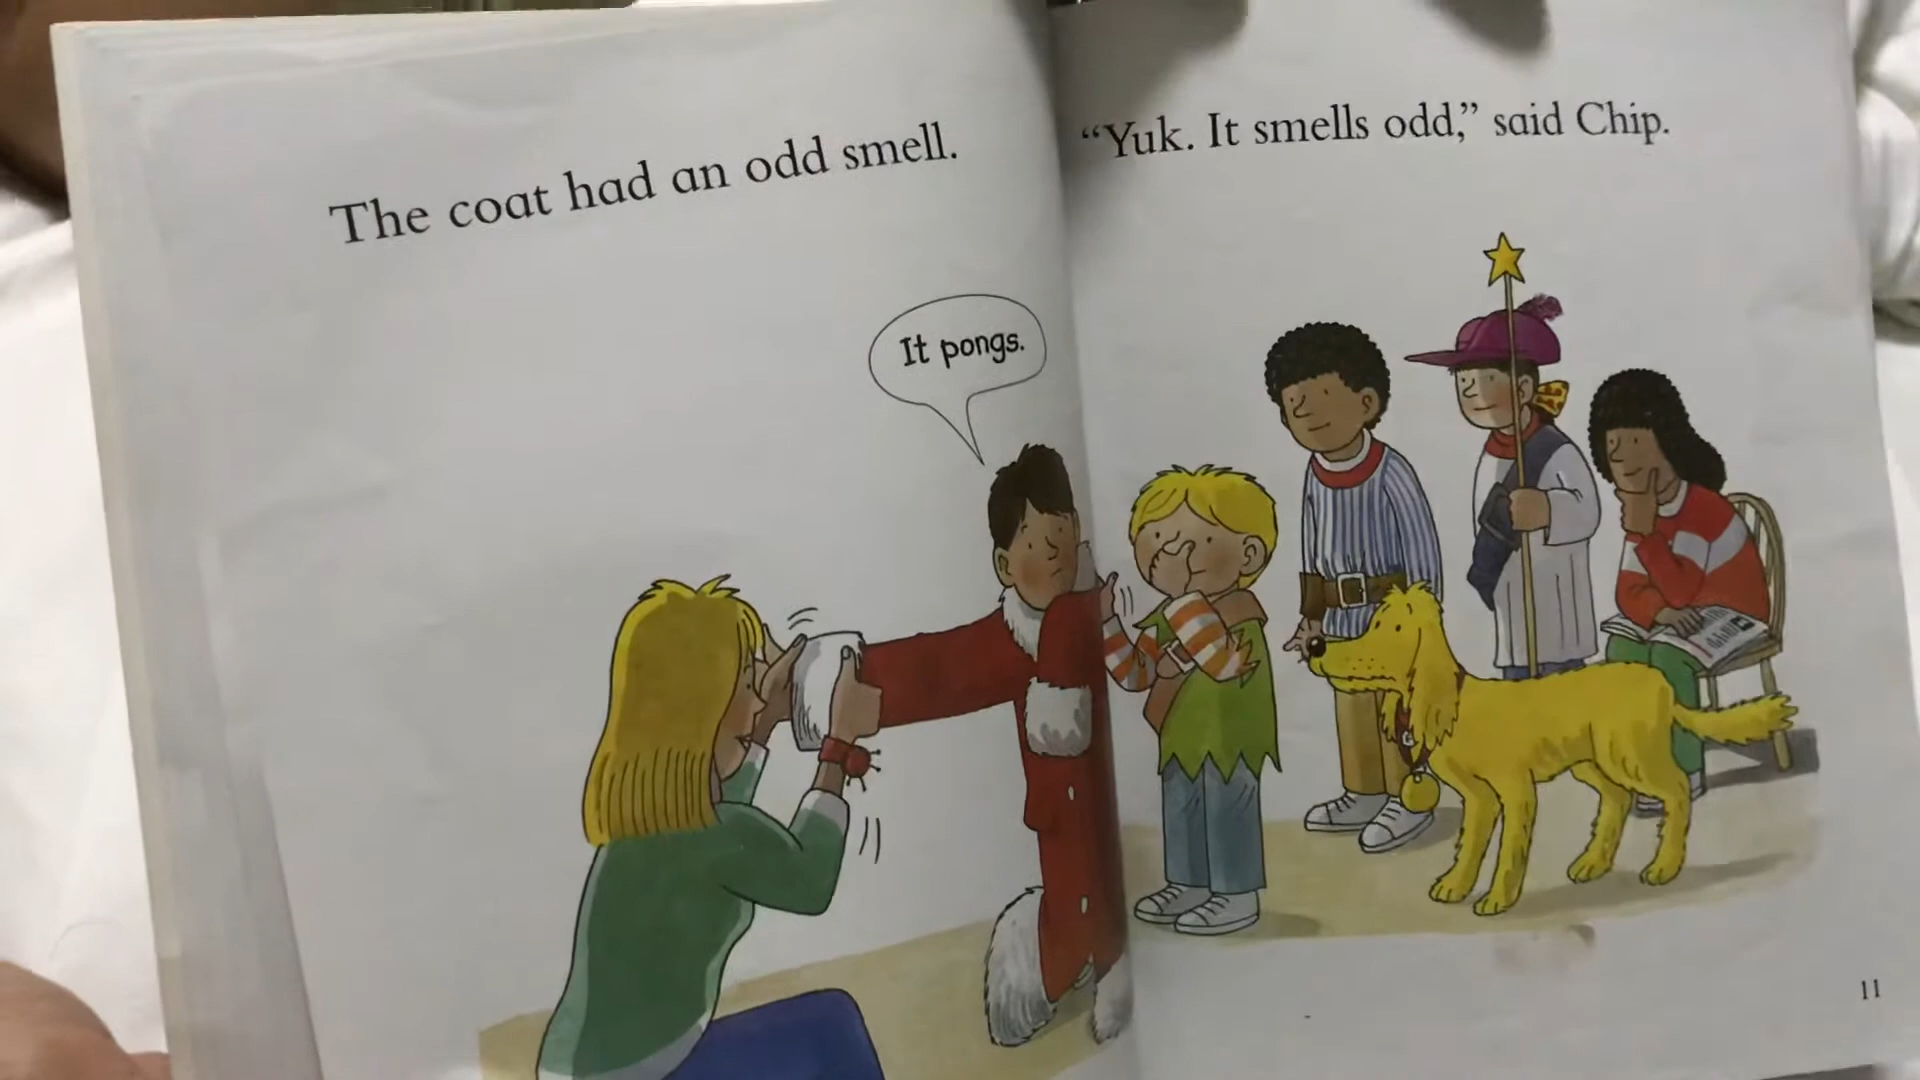 The coat had an odd smell.
It pongs.
“Yuk. It smells odd,” said Chip.
11